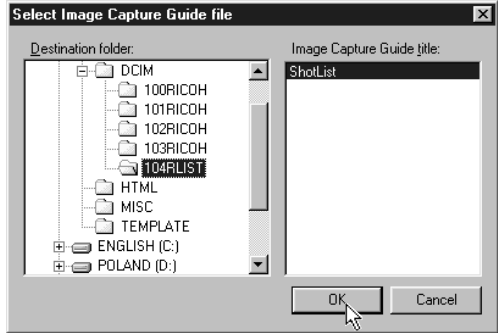 Select Image Capture Guide file
Destination folder:
DCIM
100RICOH
101RICOH
102RICOH
103RICOH
104RLIST
HTML
MISC
TEMPLATE
ENGLISH (C:)
POLAND (D:)
Image Capture Guide title:
ShotList
OK
Cancel